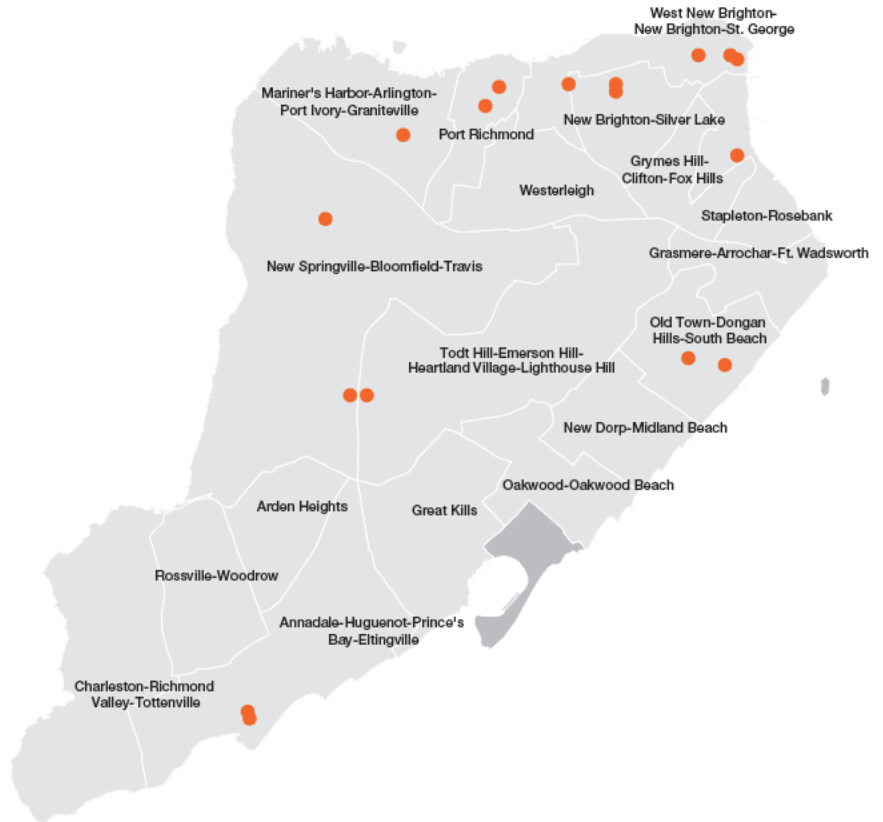 West New Brighton-
New Brighton-St. George
Mariner's Harbor-Arlington-
Port Ivory-Graniteville
Port Richmond
New Brighton-Silver Lake
Grymes Hill-
Clifton-Fox Hills
Westerleigh
Stapleton-Rosebank
Grasmere-Arrochar-Ft. Wadsworth
New Springville-Bloomfield-Travis
Old Town-Dongan
Hills-South Beach
Todt Hill-Emerson Hill-
Heartland Village-Lighthouse Hill
New Dorp-Midland Beach
Oakwood-Oakwood Beach
Arden Heights
Great Kills
Rossville-Woodrow
Annadale-Huguenot-Prince's
Bay-Eltingville
Charleston-Richmond
Valley-Tottenville